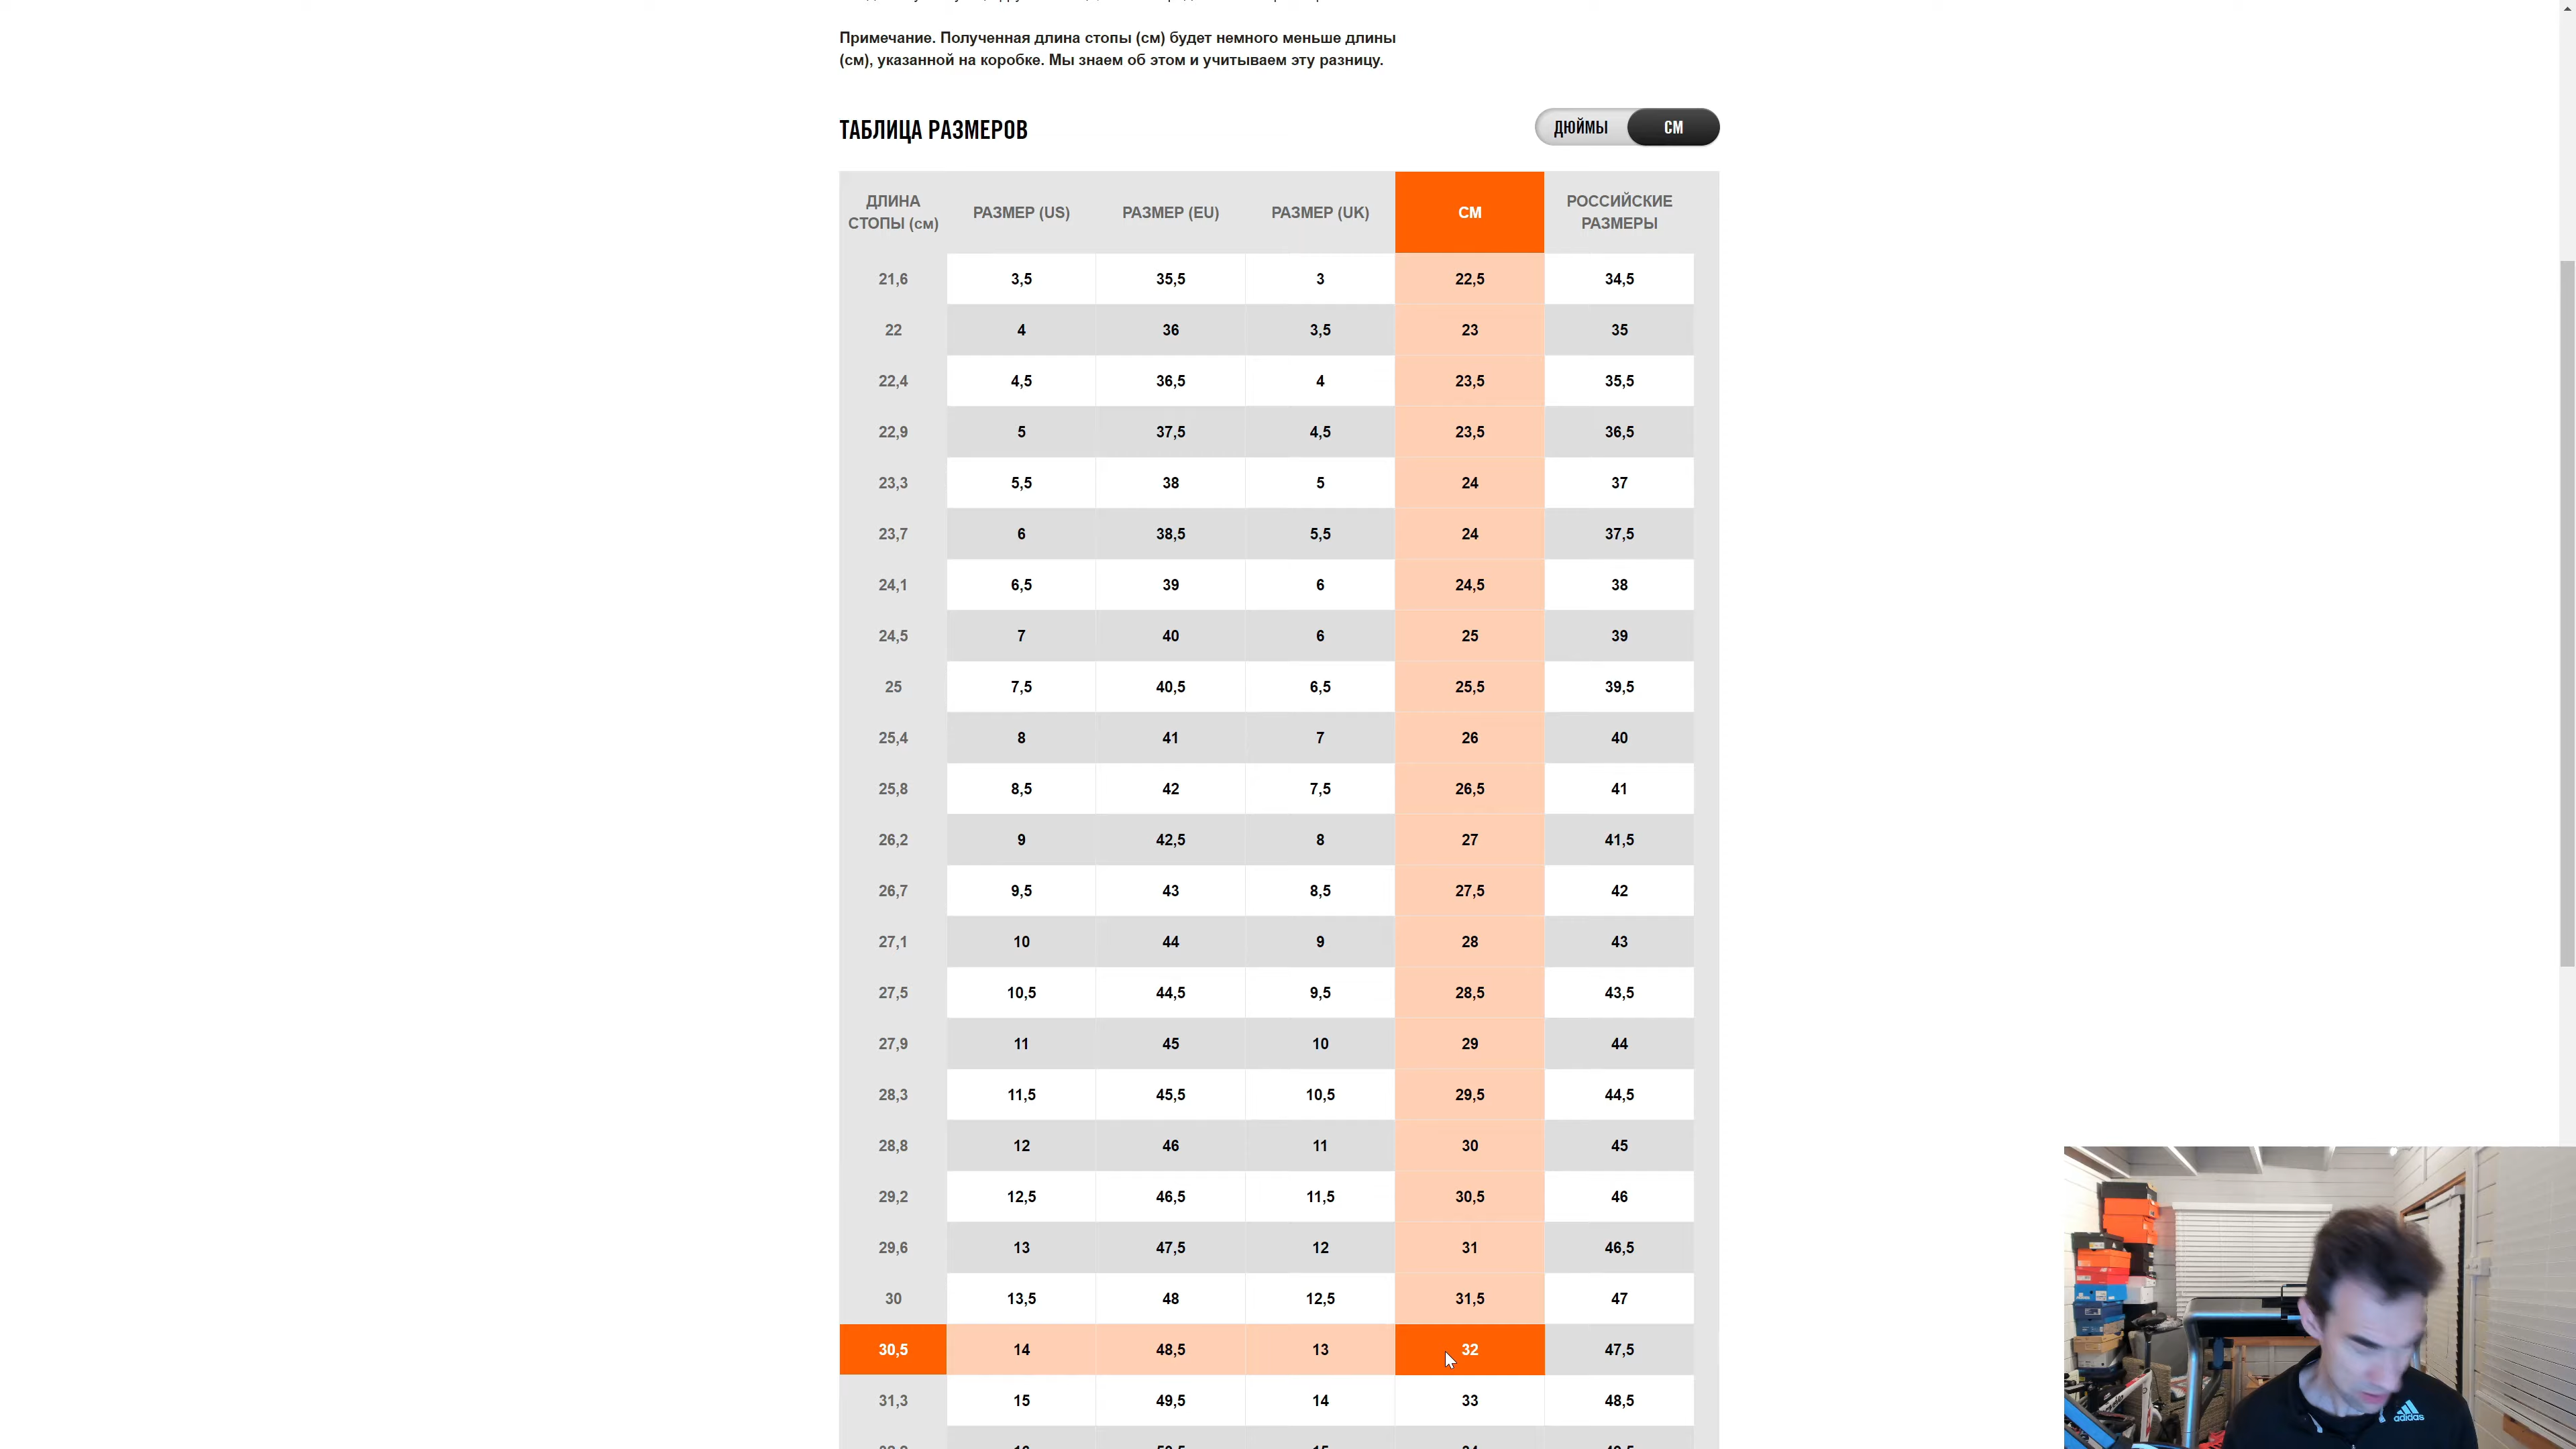 Примечание. Полученная длина стопы (см) будет немного меньше длины
(см), указанной на коробке. Мы знаем об этом и учитываем эту разницу.
ТАБЛИЦА РАЗМЕРОВ
ДЮЙМЫ СМ
ДЛИНА СТОПЫ (см) РАЗМЕР (US) РАЗМЕР (EU) РАЗМЕР (UK) СМ РОССИЙСКИЕ РАЗМЕРЫ
21,6 3,5 35,5 3 22,5 34,5
22 4 36 3,5 23 35
22,4 4,5 36,5 4 23,5 35,5
22,9 5 37,5 4,5 23,5 36,5
23,3 5,5 38 5 24 37
23,7 6 38,5 5,5 24 37,5
24,1 6,5 39 6 24,5 38
24,5 7 40 6 25 39
25 7,5 40,5 6,5 25,5 39,5
25,4 8 41 7 26 40
25,8 8,5 42 7,5 26,5 41
26,2 9 42,5 8 27 41,5
26,7 9,5 43 8,5 27,5 42
27,1 10 44 9 28 43
27,5 10,5 44,5 9,5 28,5 43,5
27,9 11 45 10 29 44
28,3 11,5 45,5 10,5 29,5 44,5
28,8 12 46 11 30 45
29,2 12,5 46,5 11,5 30,5 46
29,6 13 47,5 12 31 46,5
30 13,5 48 12,5 31,5 47
30,5 14 48,5 13 32 47,5
31,3 15 49,5 14 33 48,5
adidas